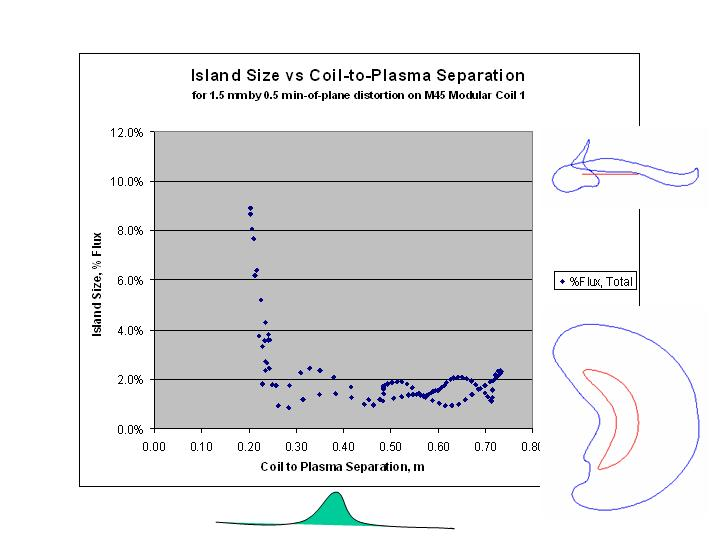 Island Size vs Coil-to-Plasma Separation
for 1.5 mm by 0.5 m in-of-plane distortion on M45 Modular Coil 1
12.0%
10.0%
8.0%
6.0%
4.0%
2.0%
0.0%
Island Size, % Flux
0.00 0.10 0.20 0.30 0.40 0.50 0.60 0.70 0.80
Coil to Plasma Separation, m
%Flux, Total